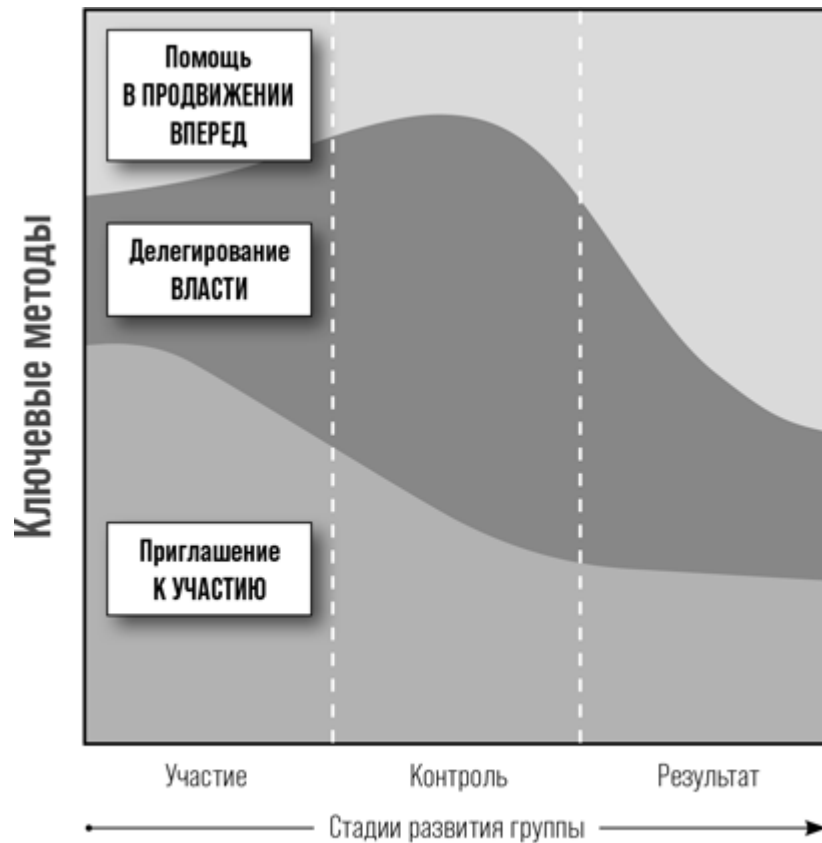 Помощь
В ПРОДВИЖЕНИИ
ВПЕРЕД
Делегирование
ВЛАСТИ
Ключевые методы
Приглашение
К УЧАСТИЮ
Участие
Контроль
Результат
Стадии развития группы